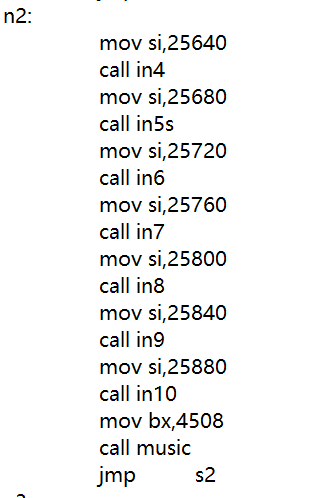 n2:
mov si,25640
call in4
mov si,25680
call in5s
mov si,25720
call in6
mov si,25760
call in7
mov si,25800
call in8
mov si,25840
call in9
mov si,25880
call in10
mov bx,4508
call music
jmp s2